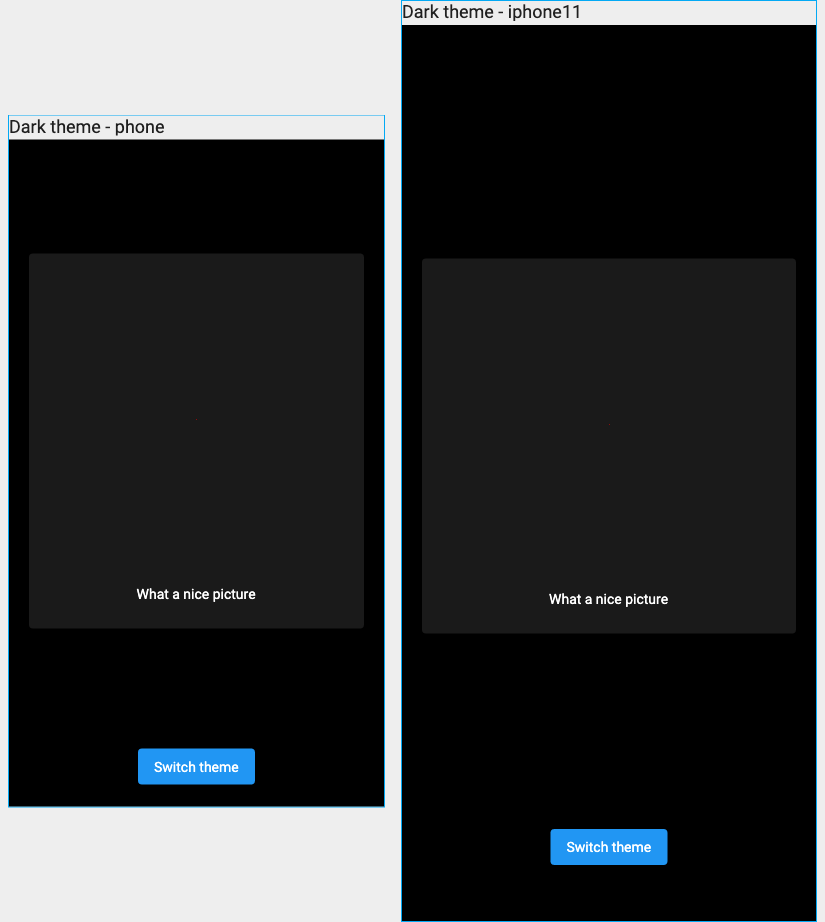 Dark theme - phone
What a nice picture
Switch theme
Dark theme - iphone11
What a nice picture
Switch theme